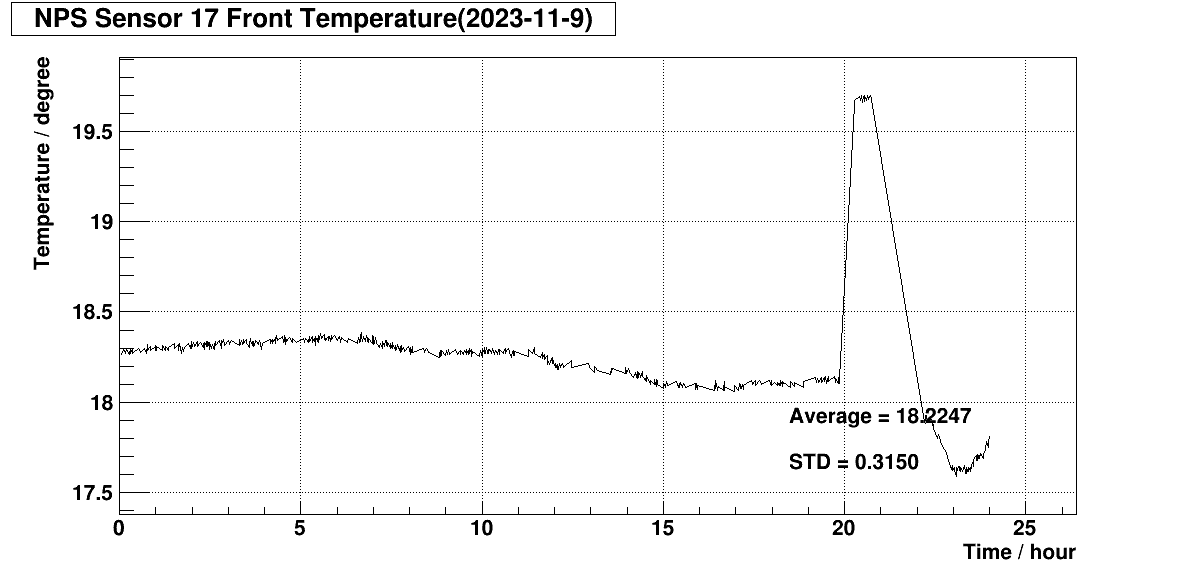 NPS Sensor 17 Front Temperature(2023-11-9)
Temperature / degree
19.5
19
18.5
18
17.5
Average = 18.2247
STD = 0.3150
0 5 10 15 20 25
Time / hour